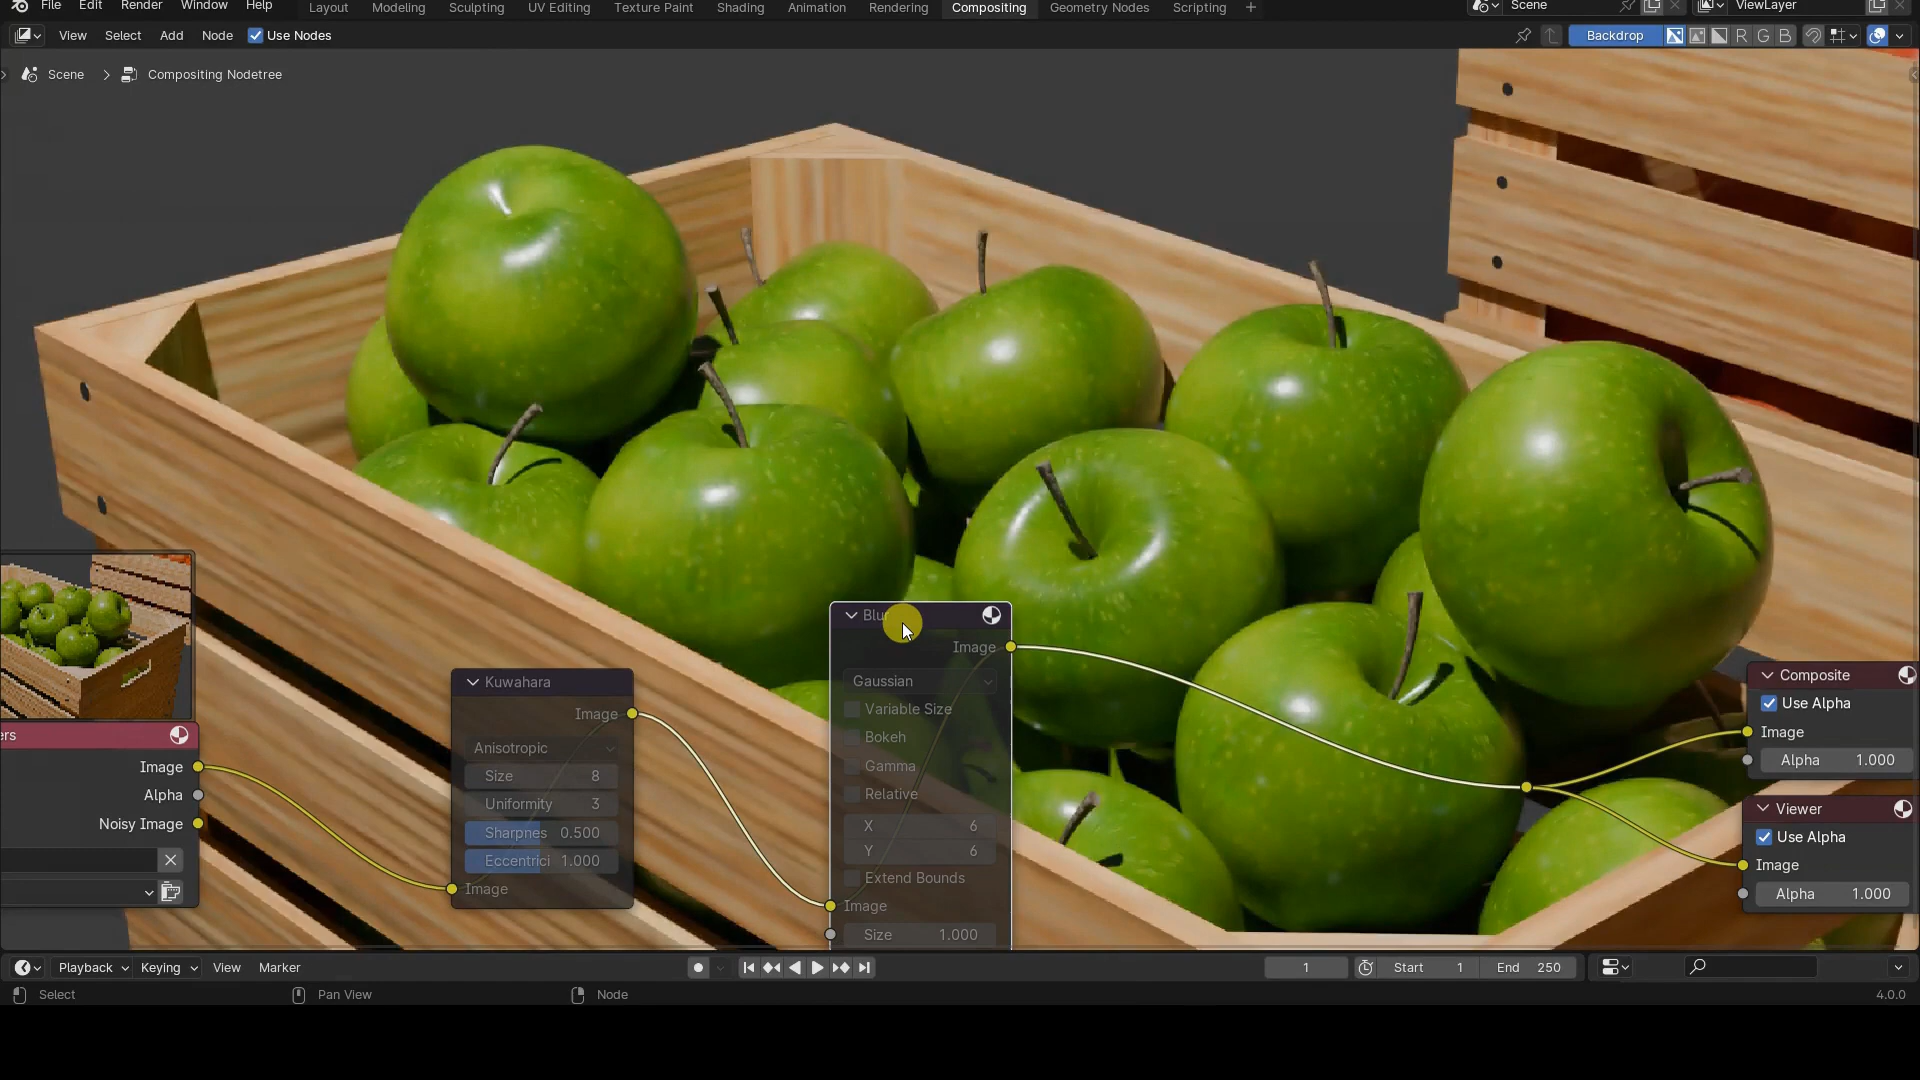 File Edit Render Window Help Layout Modeling Sculpting UV Editing Texture Paint Shading Animation Rendering Compositing Geometry Nodes Scripting + Scene ViewLayer
View Select Add Node Use Nodes Backdrop R G B
Scene > Compositing Nodetree
ers
Image
Alpha
Noisy Image
Kuwahara
Image
Anisotropic
Size 8
Uniformity 3
Sharpnes 0.500
Eccentrici 1.000
Image
Blur
Image
Gaussian
Variable Size
Bokeh
Gamma
Relative
X 6
Y 6
Extend Bounds
Image
Size 1.000
Composite
Use Alpha
Image
Alpha 1.000
Viewer
Use Alpha
Image
Alpha 1.000
Playback Keying View Marker 1 Start 1 End 250
Select Pan View Node 4.0.0